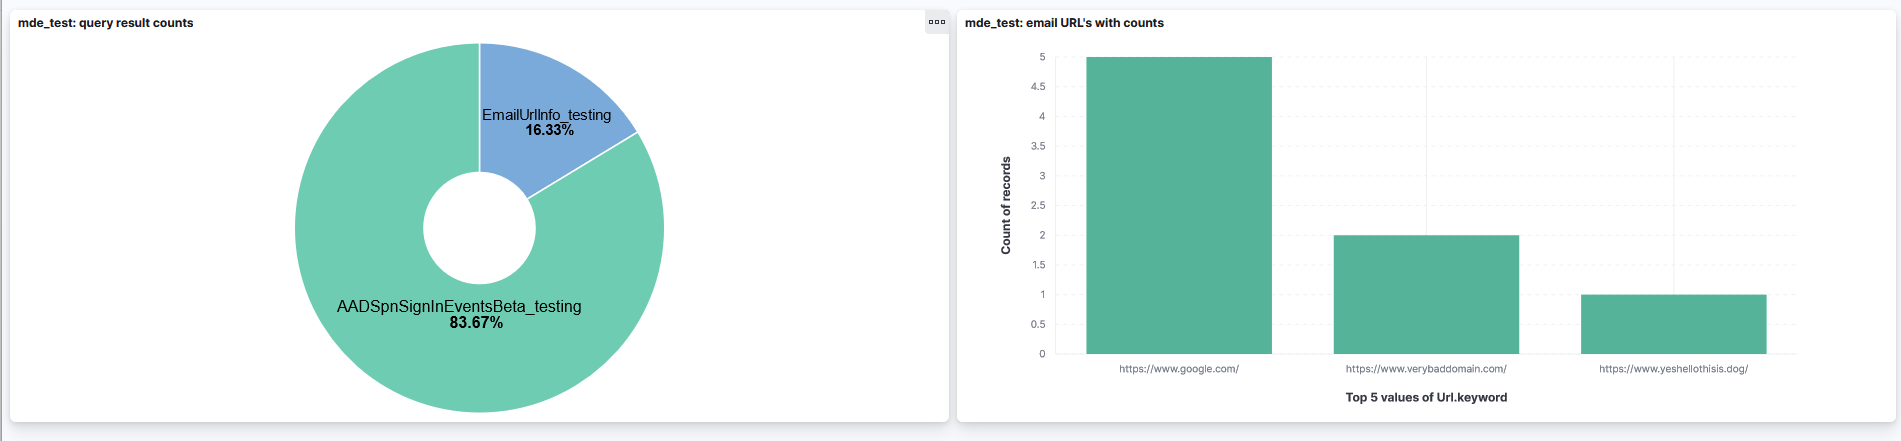 mde_test: query result counts
EmailUrlInfo_testing
16.33%
AADSpnSignInEventsBeta_testing
83.67%
mde_test: email URL's with counts
5
4.5
4
3.5
3
2.5
2
1.5
1
0.5
0
Count of records
https://www.google.com/
https://www.verybaddomain.com/
https://www.yeshellothisis.dog/
Top 5 values of Url.keyword